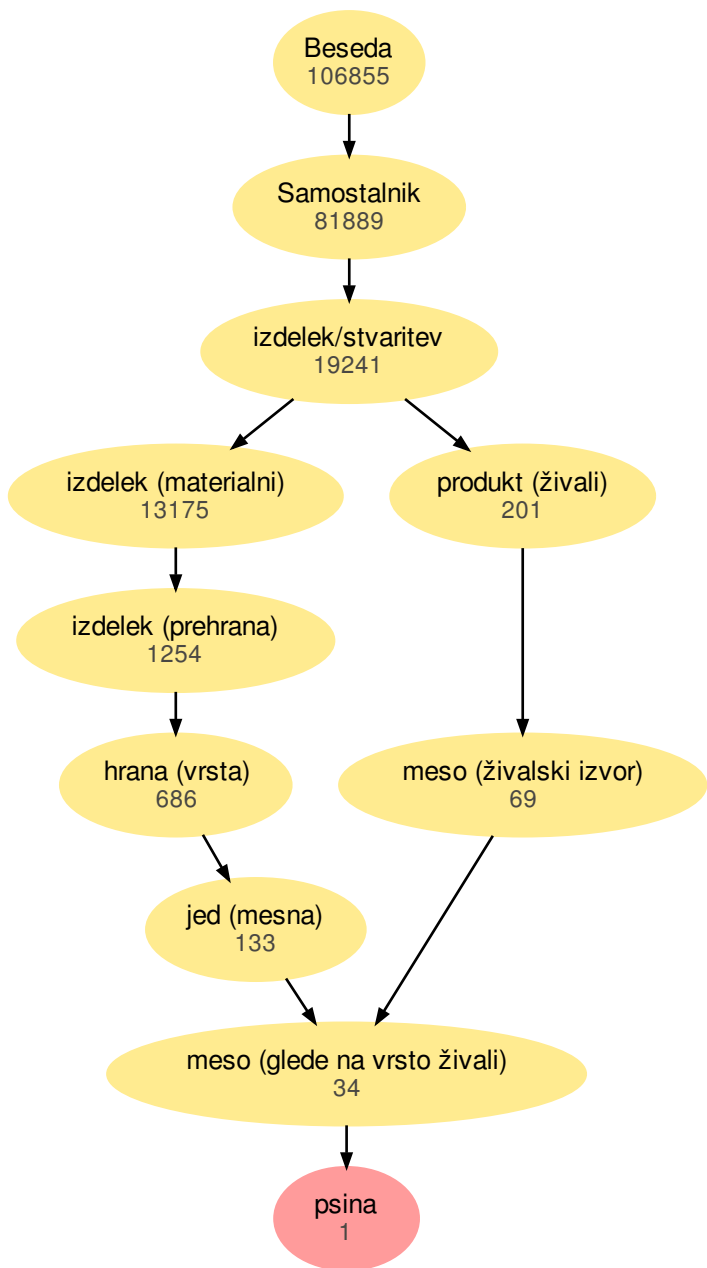 Beseda
106855
Samostalnik
81889
izdelek/stvaritev
19241
izdelek (materialni)
13175
produkt (živali)
201
izdelek (prehrana)
1254
hrana (vrsta)
686
meso (živalski izvor)
69
jed (mesna)
133
meso (glede na vrsto živali)
34
psina
1